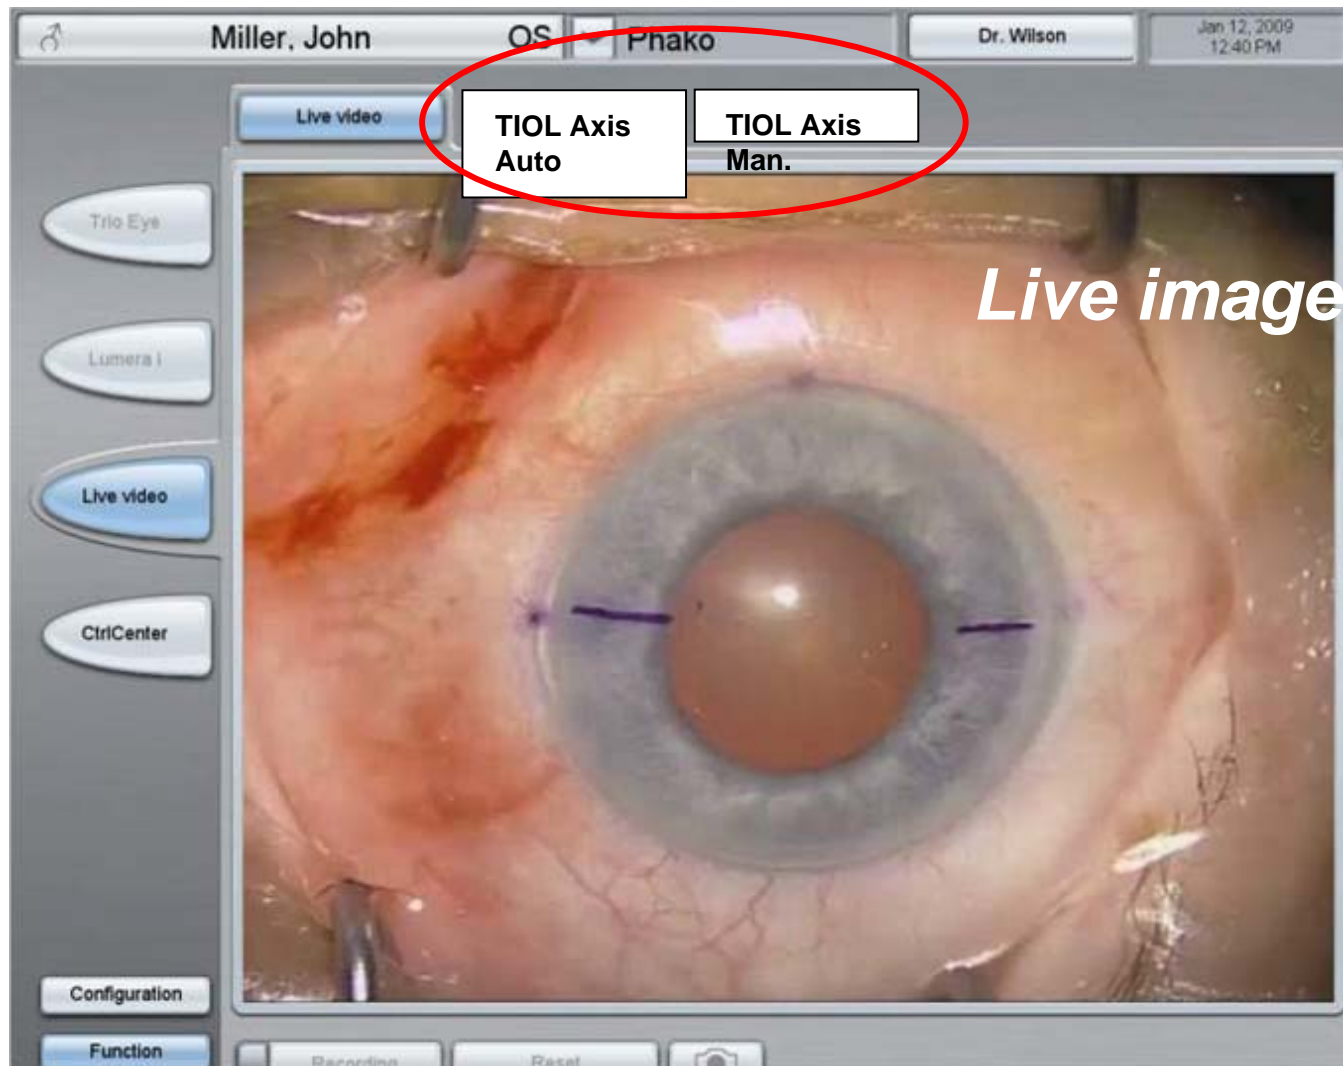 Miller, John OS Phako Dr. Wilson Jan 12, 2009
12:40 PM
Live video
TIOL Axis
Auto
TIOL Axis
Man.
Trio Eye
Live image
Lumera I
Live video
CtrlCenter
Configuration
Function
Recording Reset